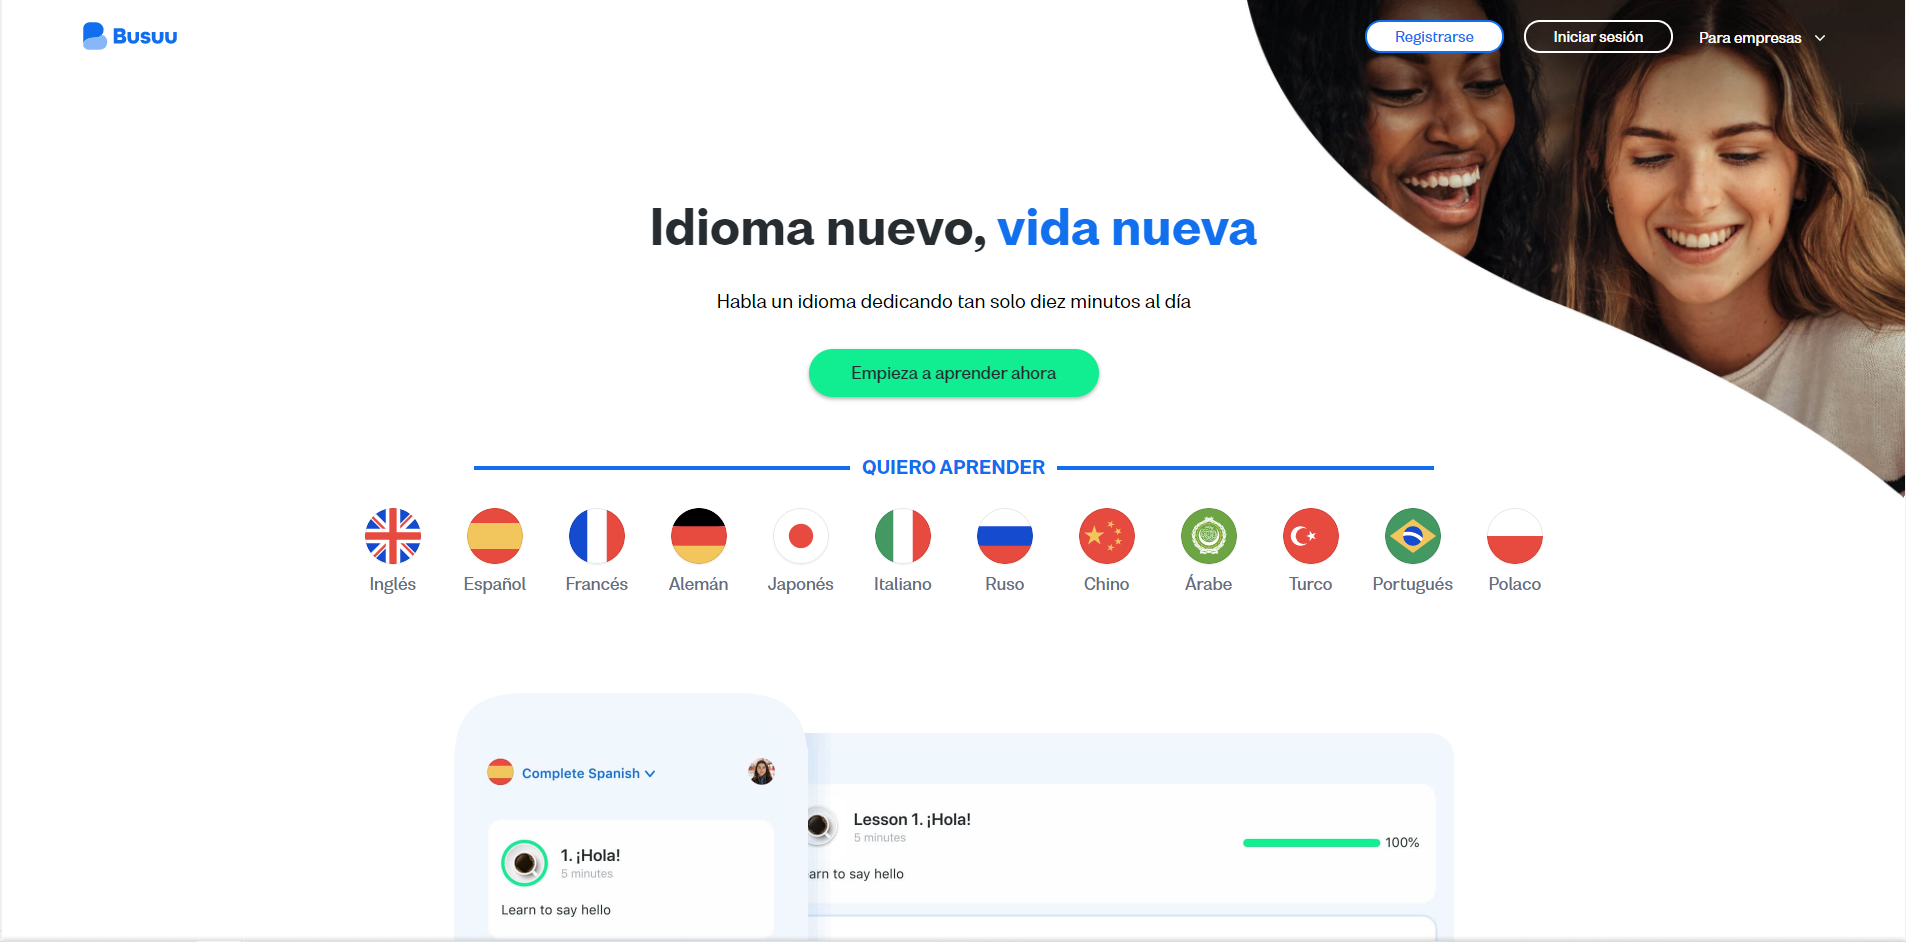 Busuu
Registrarse
Iniciar sesión
Para empresas
Idioma nuevo, vida nueva
Habla un idioma dedicando tan solo diez minutos al día
Empieza a aprender ahora
QUIERO APRENDER
Inglés
Español
Francés
Alemán
Japonés
Italiano
Ruso
Chino
Árabe
Turco
Portugués
Polaco
Complete Spanish
1. ¡Hola!
5 minutes
Learn to say hello
Lesson 1. ¡Hola!
5 minutes
100%
arn to say hello